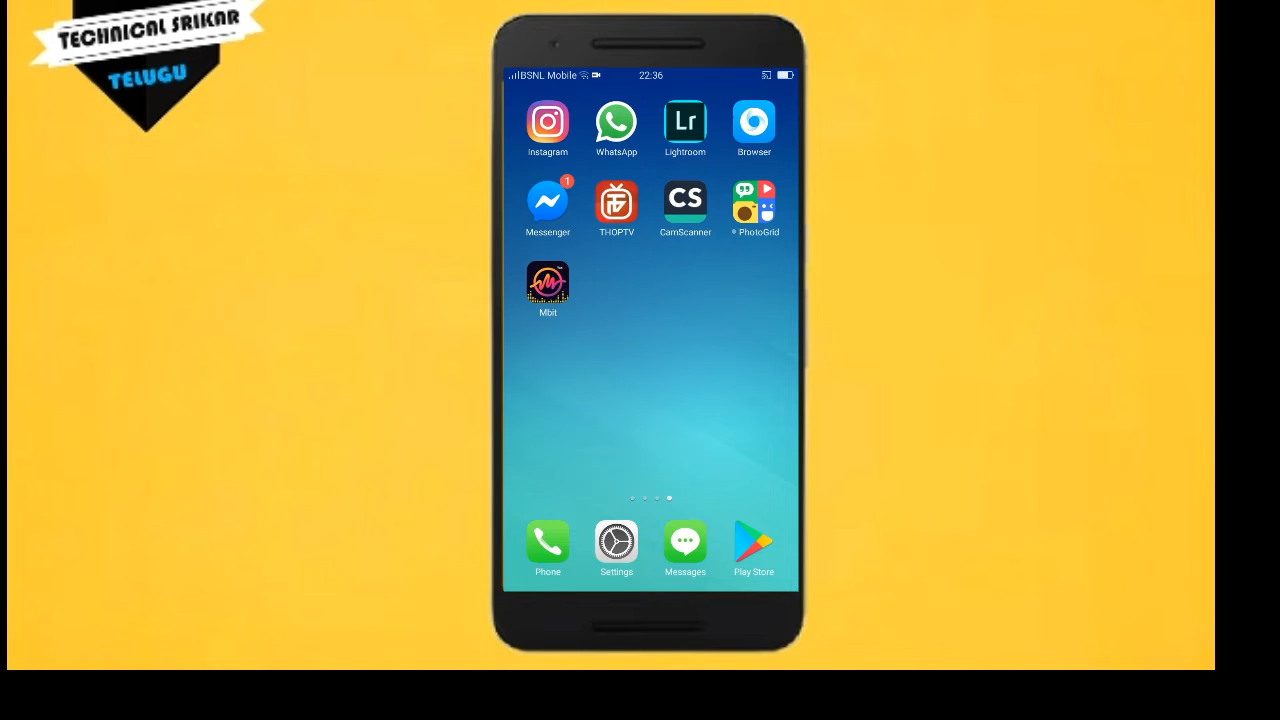 TECHNICAL SRIKAR
TELUGU
BSNL Mobile 22:36
Instagram WhatsApp Lr Lightroom Browser
1
Messenger THOPTV CS CamScanner PhotoGrid
Mbit
Phone Settings Messages Play Store